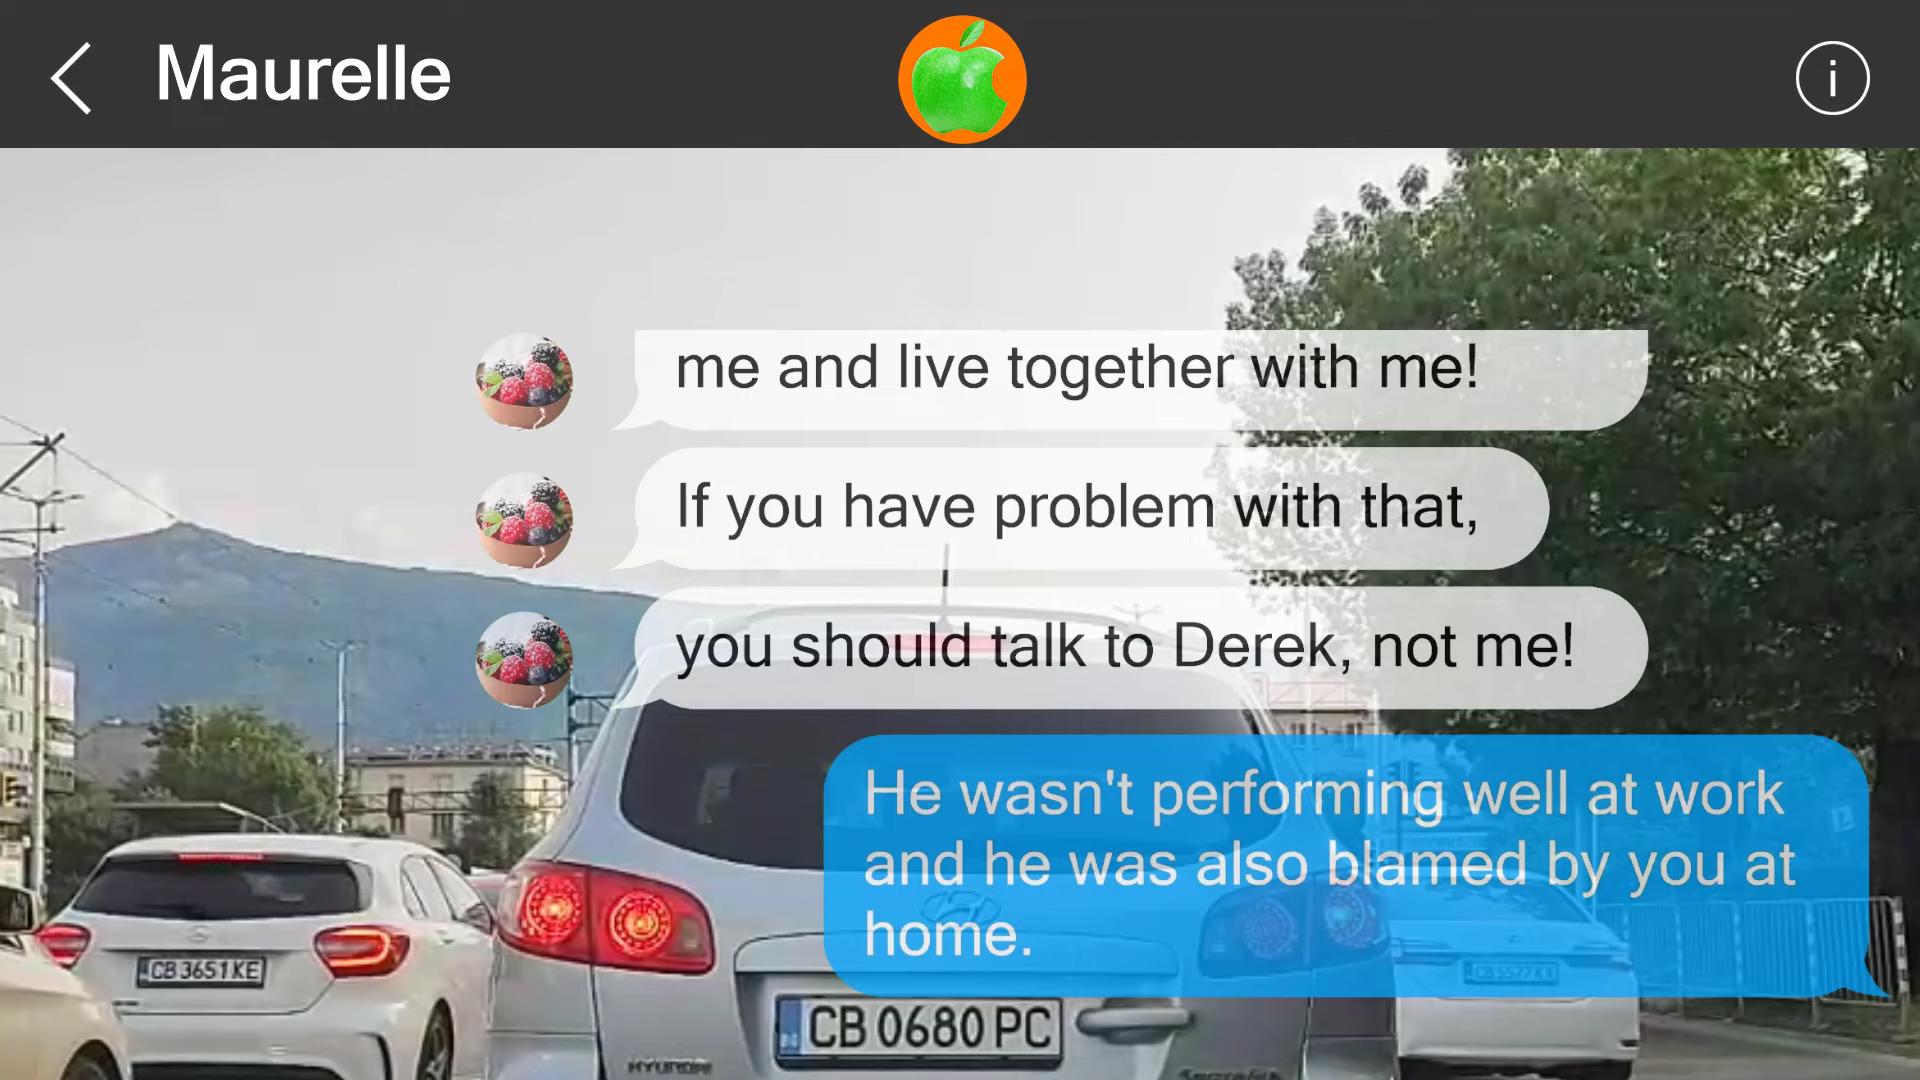 Maurelle
i
me and live together with me!
If you have problem with that,
you should talk to Derek, not me!
He wasn't performing well at work
and he was also blamed by you at
home.
CB 3651 KE
CB 0680 PC
HYUNDAI